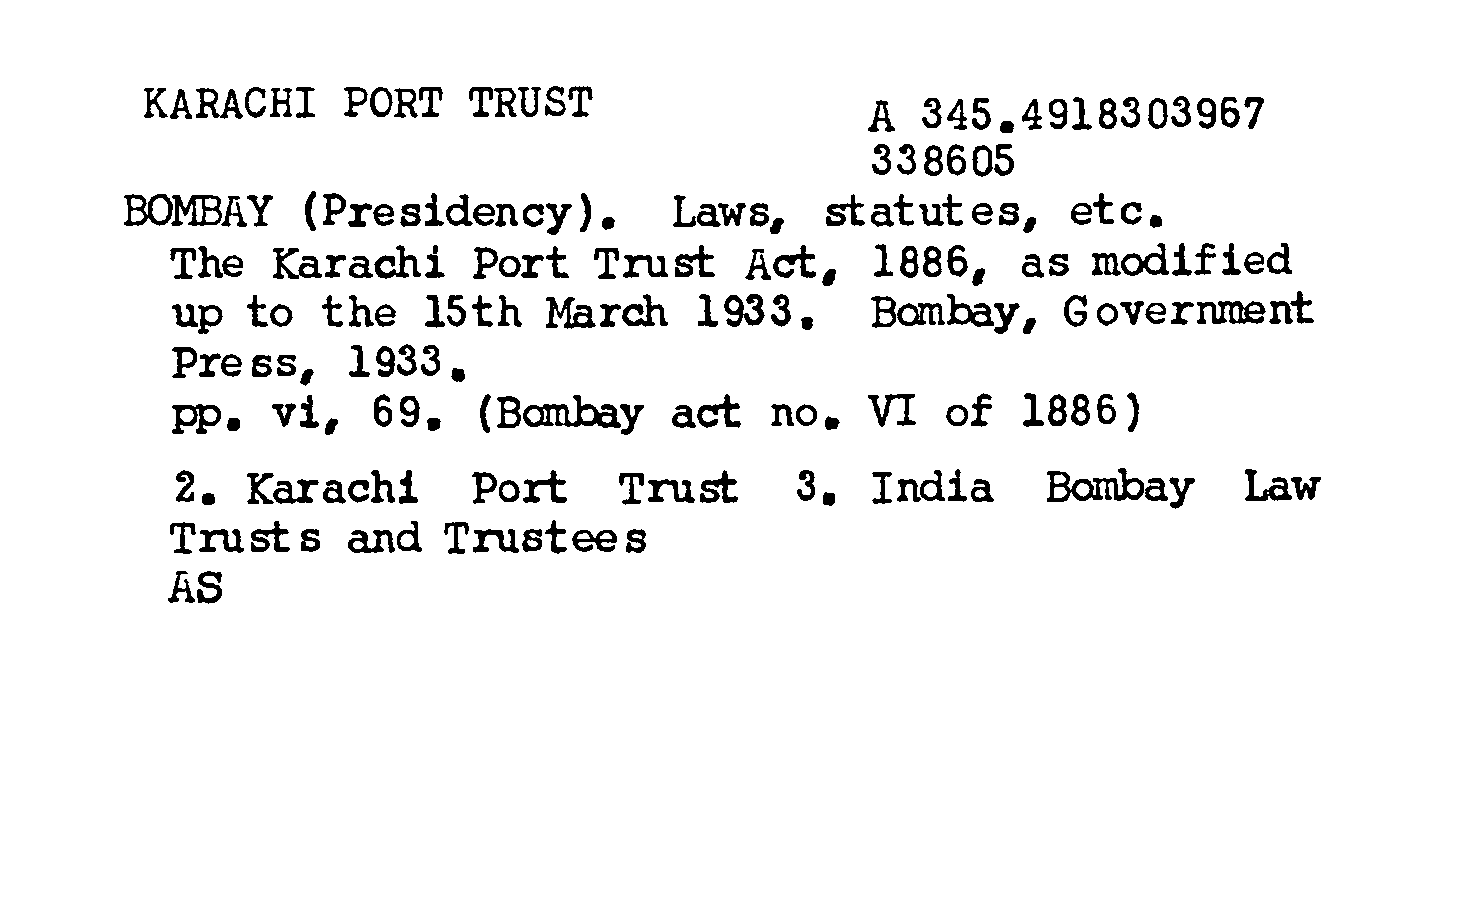 KARACHI PORT TRUST
A 345.4918303967
338605
BOMBAY (Presidency). Laws, statutes, etc.
The Karachi Port Trust Act, 1886, as modified
up to the 15th March 1933. Bombay, Government
Press, 1933.
pp. vi, 69. (Bombay act no. VI of 1886)
2. Karachi Port Trust 3. India Bombay Law
Trusts and Trustees
AS